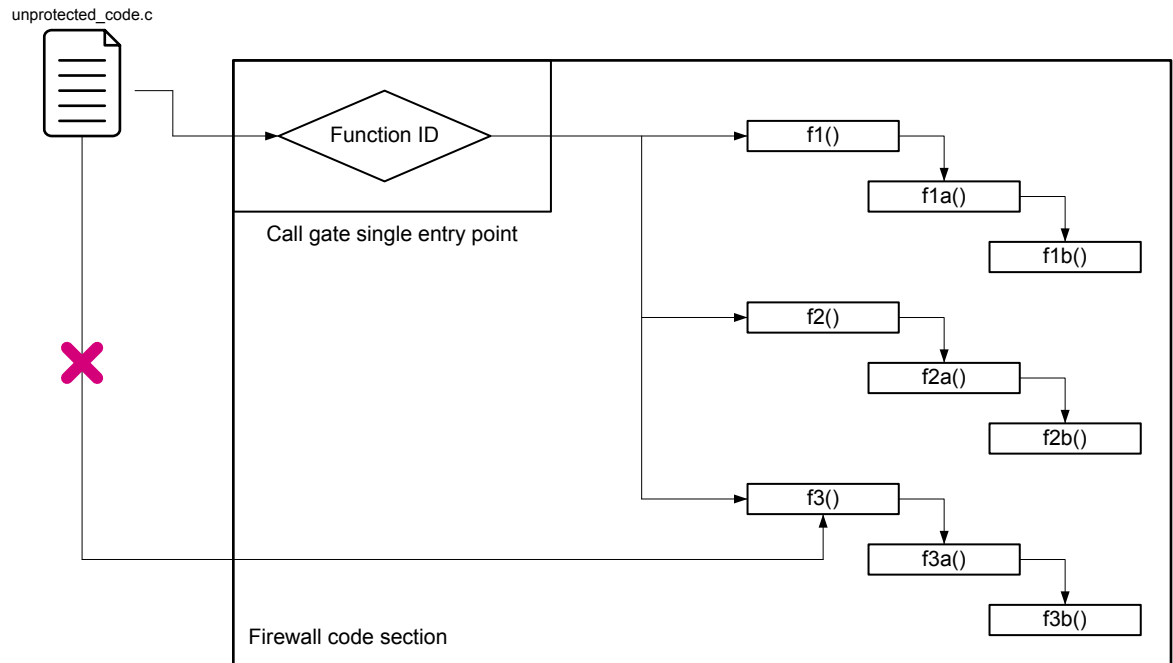 unprotected_code.c
Function ID
Call gate single entry point
f1()
f1a()
f1b()
f2()
f2a()
f2b()
f3()
f3a()
f3b()
Firewall code section